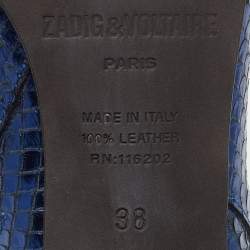 ZADIG&VOLTAIRE
PARIS
MADE IN ITALY
100% LEATHER
RN:116202
38